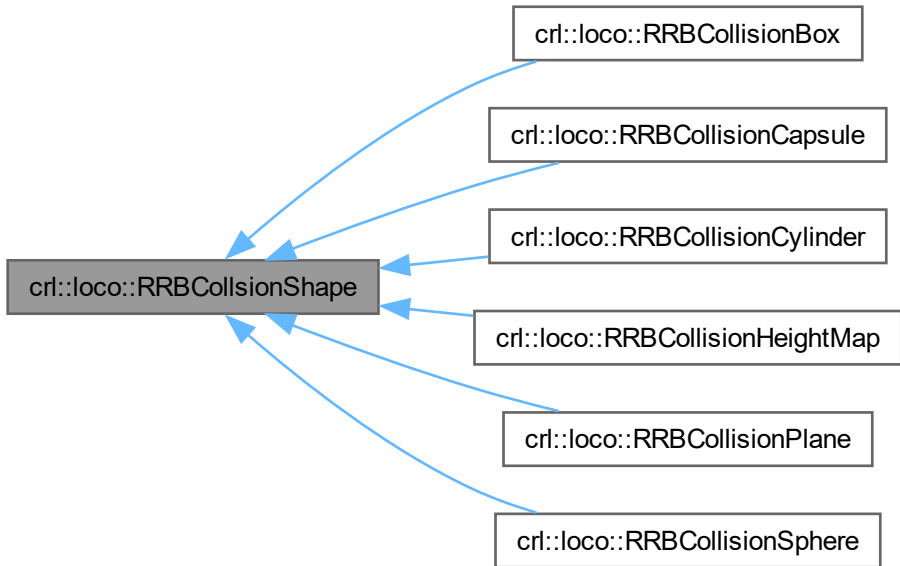 crl::loco::RRBCollisionBox
crl::loco::RRBCollisionCapsule
crl::loco::RRBCollisionCylinder
crl::loco::RRBCollsionShape
crl::loco::RRBCollisionHeightMap
crl::loco::RRBCollisionPlane
crl::loco::RRBCollisionSphere